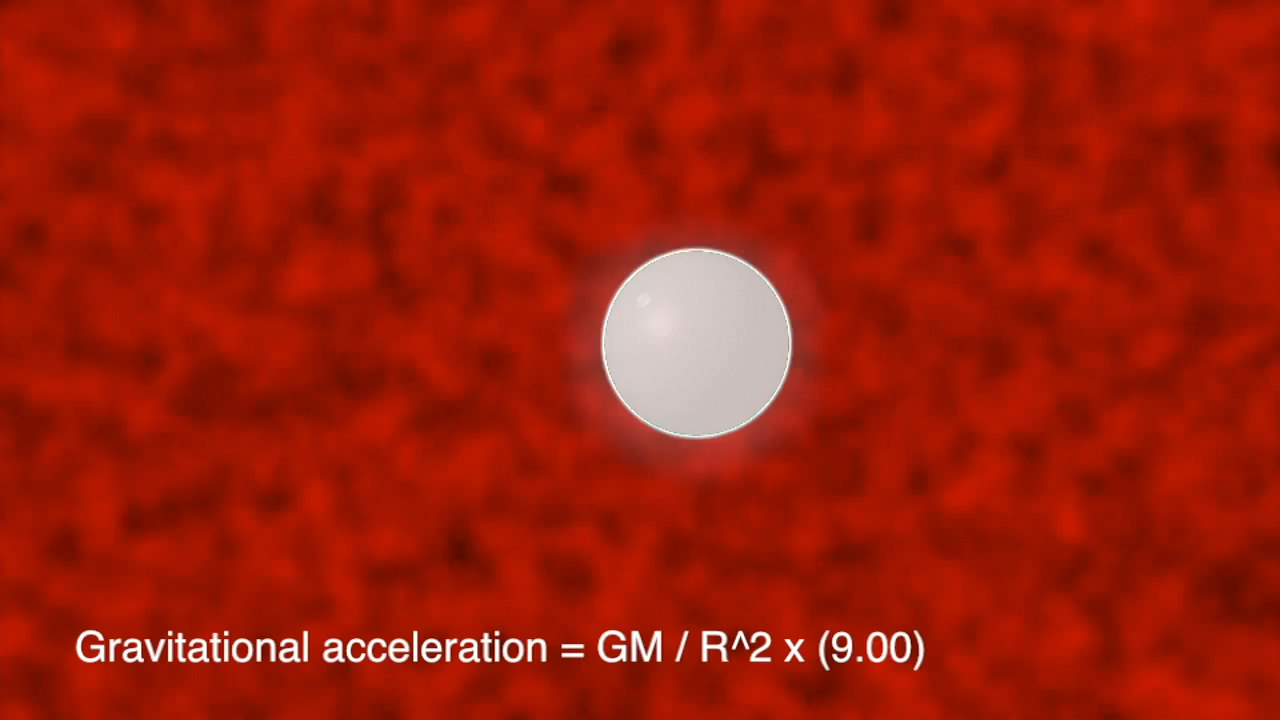 Gravitational acceleration = GM / R^2 x (9.00)